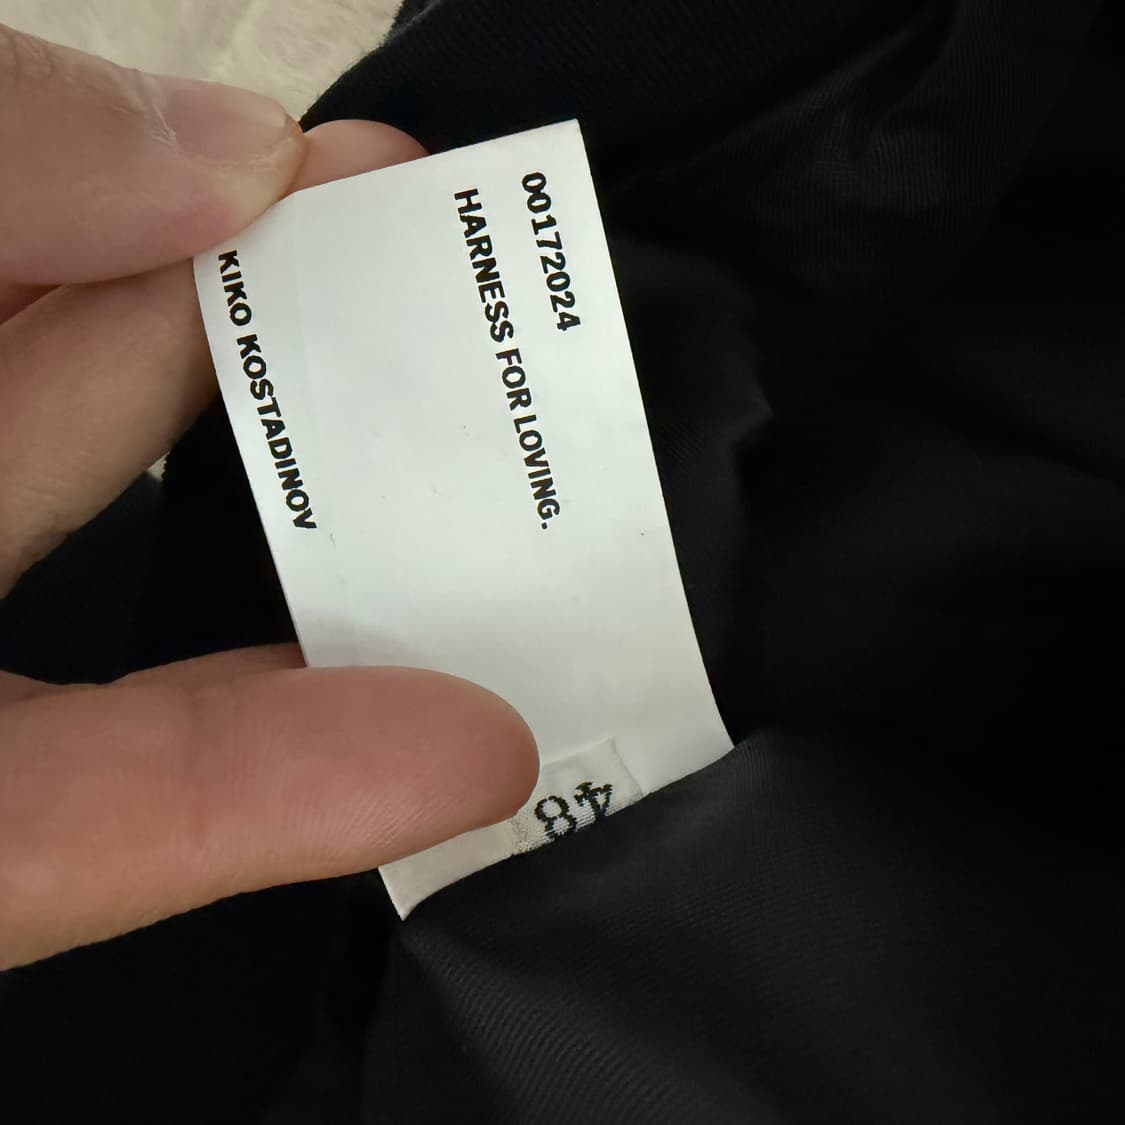 00172024
HARNESS FOR LOVING.
KIKO KOSTADINOV
48